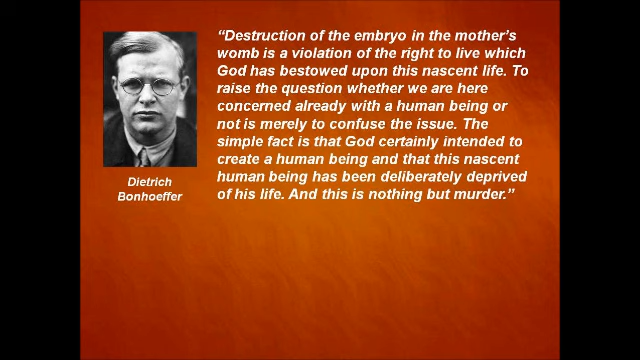 “Destruction of the embryo in the mother’s
womb is a violation of the right to live which
God has bestowed upon this nascent life. To
raise the question whether we are here
concerned already with a human being or
not is merely to confuse the issue. The
simple fact is that God certainly intended to
create a human being and that this nascent
human being has been deliberately deprived
of his life. And this is nothing but murder.”
Dietrich
Bonhoeffer